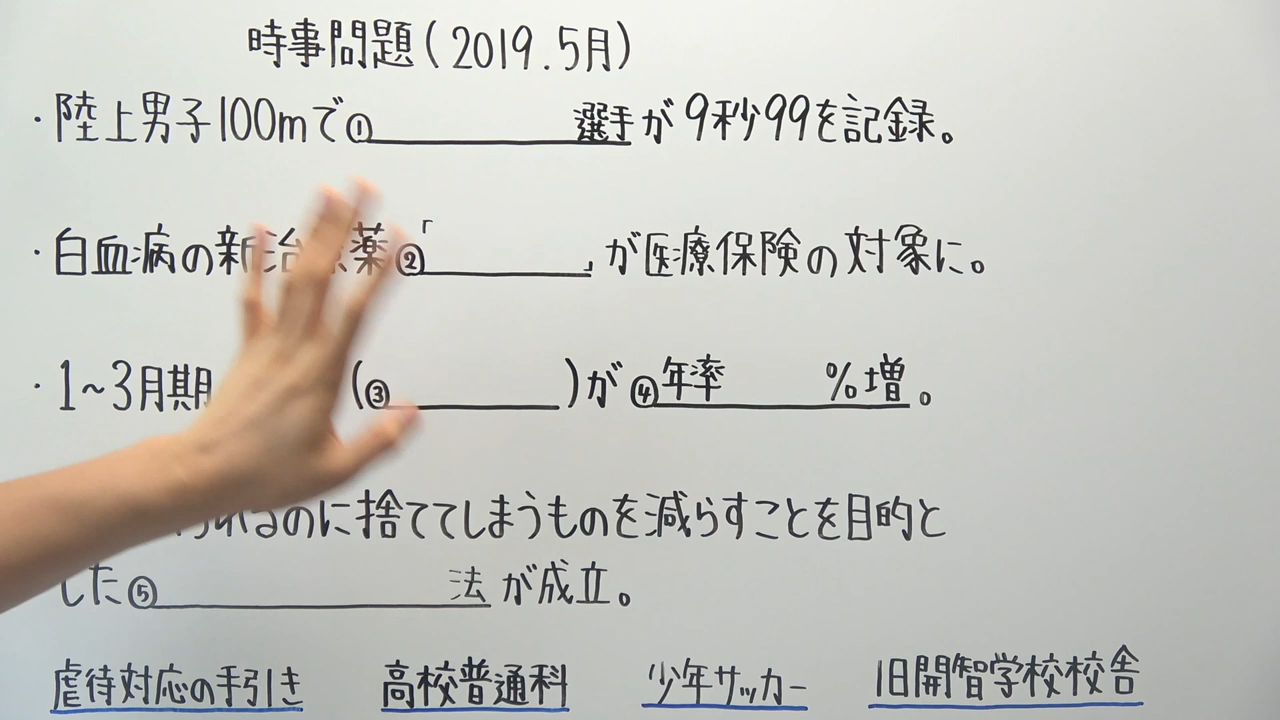 時事問題(2019.5月)
・陸上男子100mで①　　　選手が9秒99を記録。
・白血病の新治療薬②「　　　」が医療保険の対象に。
・1~3月期　　(③　　　)が④年率　　%増。
れるのに捨ててしまうものを減らすことを目的と
した⑤　　　法が成立。
虐待対応の手引き　高校普通科　少年サッカー　旧開智学校校舎